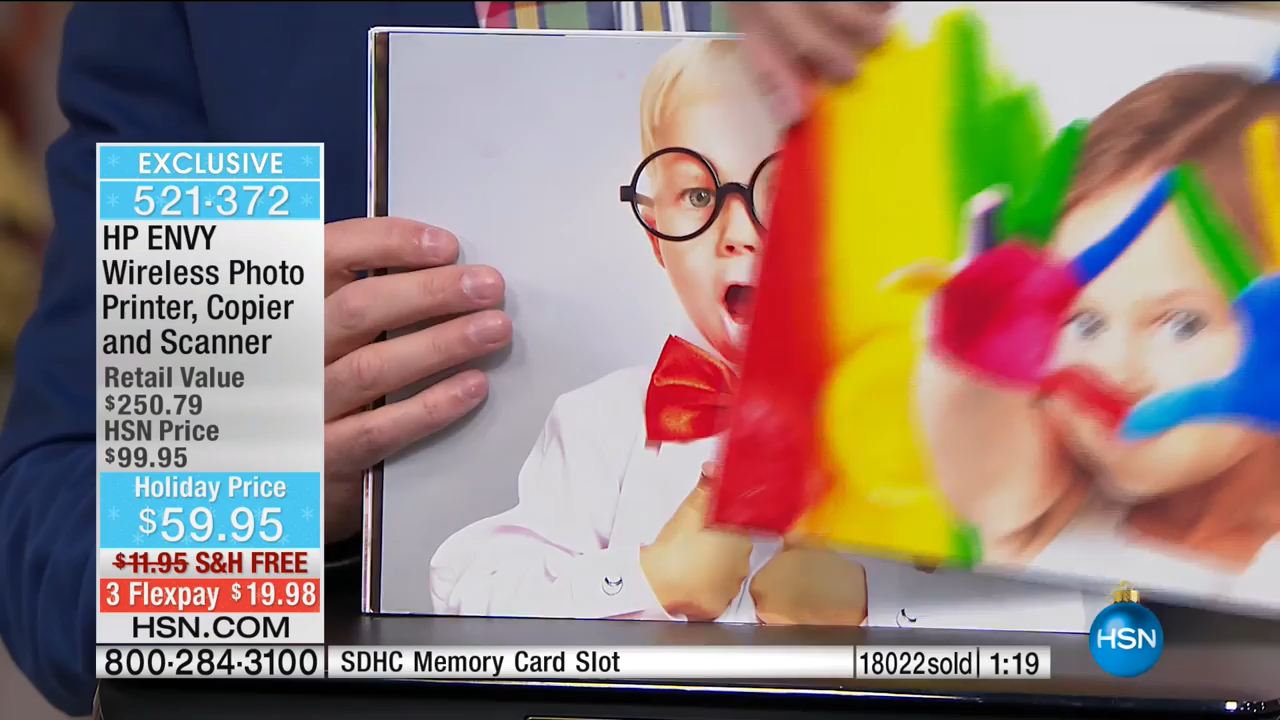 EXCLUSIVE
521-372
HP ENVY
Wireless Photo
Printer, Copier
and Scanner
Retail Value
$250.79
HSN Price
$99.95
Holiday Price
$59.95
$11.95 S&H FREE
3 Flexpay $19.98
HSN.COM
800·284·3100
SDHC Memory Card Slot
18022sold
1:19
HSN